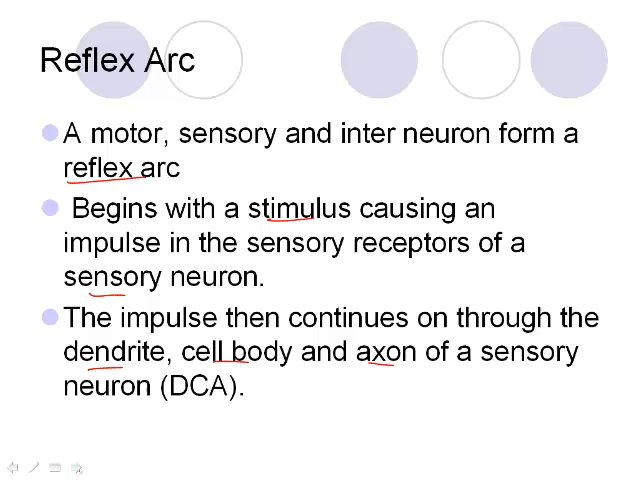 Reflex Arc
A motor, sensory and inter neuron form a
reflex arc
Begins with a stimulus causing an
impulse in the sensory receptors of a
sensory neuron.
The impulse then continues on through the
dendrite, cell body and axon of a sensory
neuron (DCA).